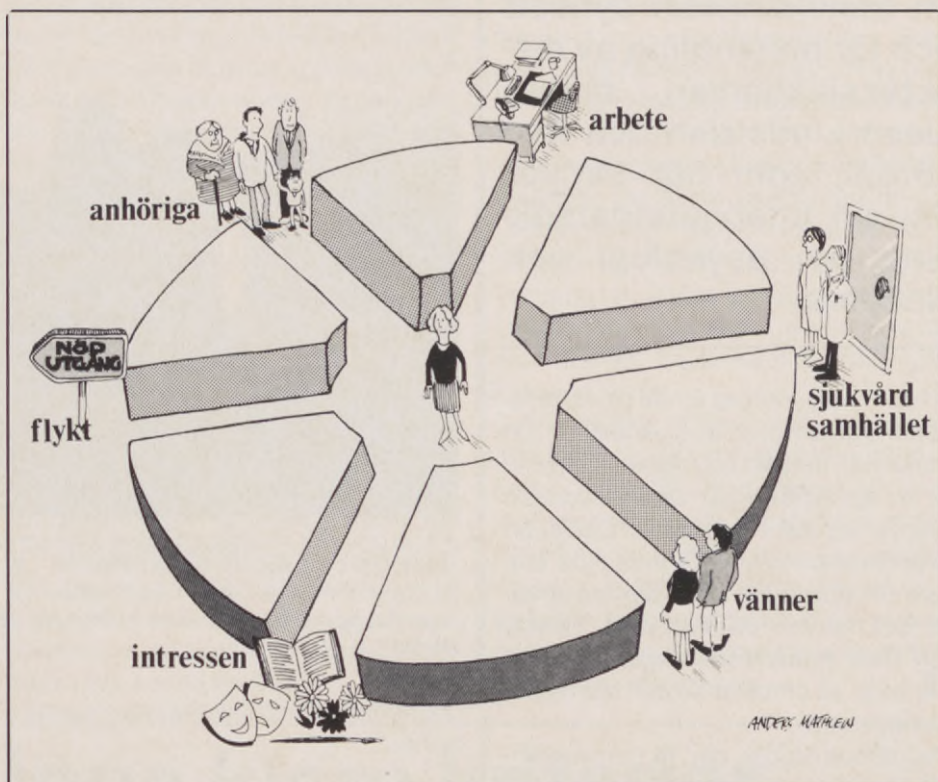 arbete
anhöriga
NÖD
UTGÅNG
flykt
sjukvård
samhället
vänner
intressen